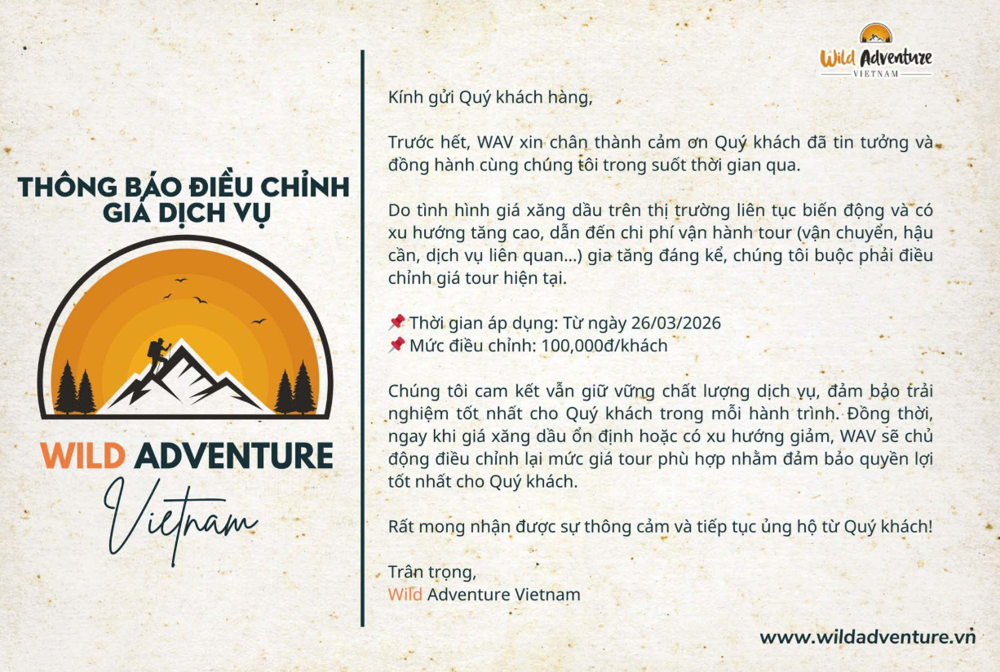 Wild Adventure
VIETNAM
THÔNG BÁO ĐIỀU CHỈNH
GIÁ DỊCH VỤ
WILD ADVENTURE
Vietnam
Kính gửi Quý khách hàng,
Trước hết, WAV xin chân thành cảm ơn Quý khách đã tin tưởng và
đồng hành cùng chúng tôi trong suốt thời gian qua.
Do tình hình giá xăng dầu trên thị trường liên tục biến động và có
xu hướng tăng cao, dẫn đến chi phí vận hành tour (vận chuyển, hậu
cần, dịch vụ liên quan...) gia tăng đáng kể, chúng tôi buộc phải điều
chỉnh giá tour hiện tại.
📌 Thời gian áp dụng: Từ ngày 26/03/2026
📌 Mức điều chỉnh: 100,000đ/khách
Chúng tôi cam kết vẫn giữ vững chất lượng dịch vụ, đảm bảo trải
nghiệm tốt nhất cho Quý khách trong mỗi hành trình. Đồng thời,
ngay khi giá xăng dầu ổn định hoặc có xu hướng giảm, WAV sẽ chủ
động điều chỉnh lại mức giá tour phù hợp nhằm đảm bảo quyền lợi
tốt nhất cho Quý khách.
Rất mong nhận được sự thông cảm và tiếp tục ủng hộ từ Quý khách!
Trân trọng,
Wild Adventure Vietnam
www.wildadventure.vn